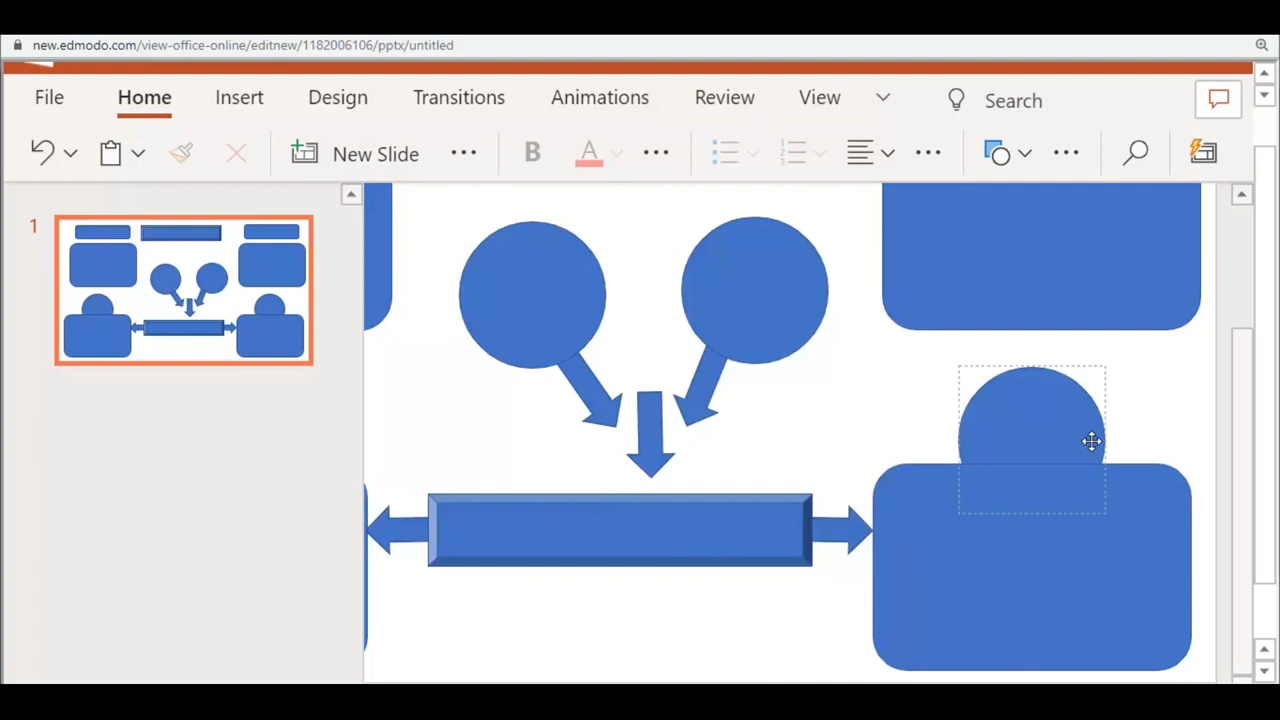 new.edmodo.com/view-office-online/editnew/1182006106/pptx/untitled
File Home Insert Design Transitions Animations Review View Search
New Slide B A
1